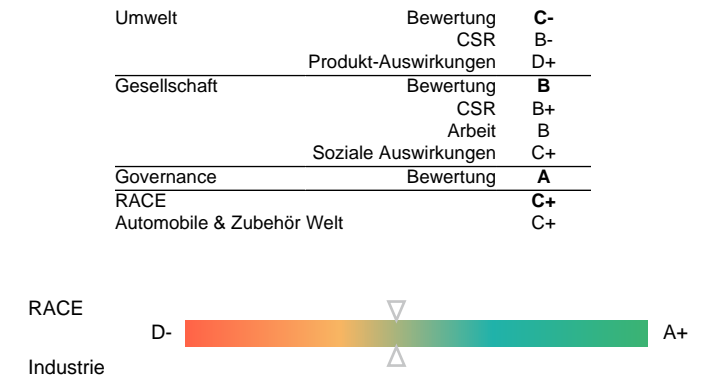 Umwelt Bewertung C-
CSR B-
Produkt-Auswirkungen D+
Gesellschaft Bewertung B
CSR B+
Arbeit B
Soziale Auswirkungen C+
Governance Bewertung A
RACE C+
Automobile & Zubehör Welt C+
RACE
D- A+
Industrie